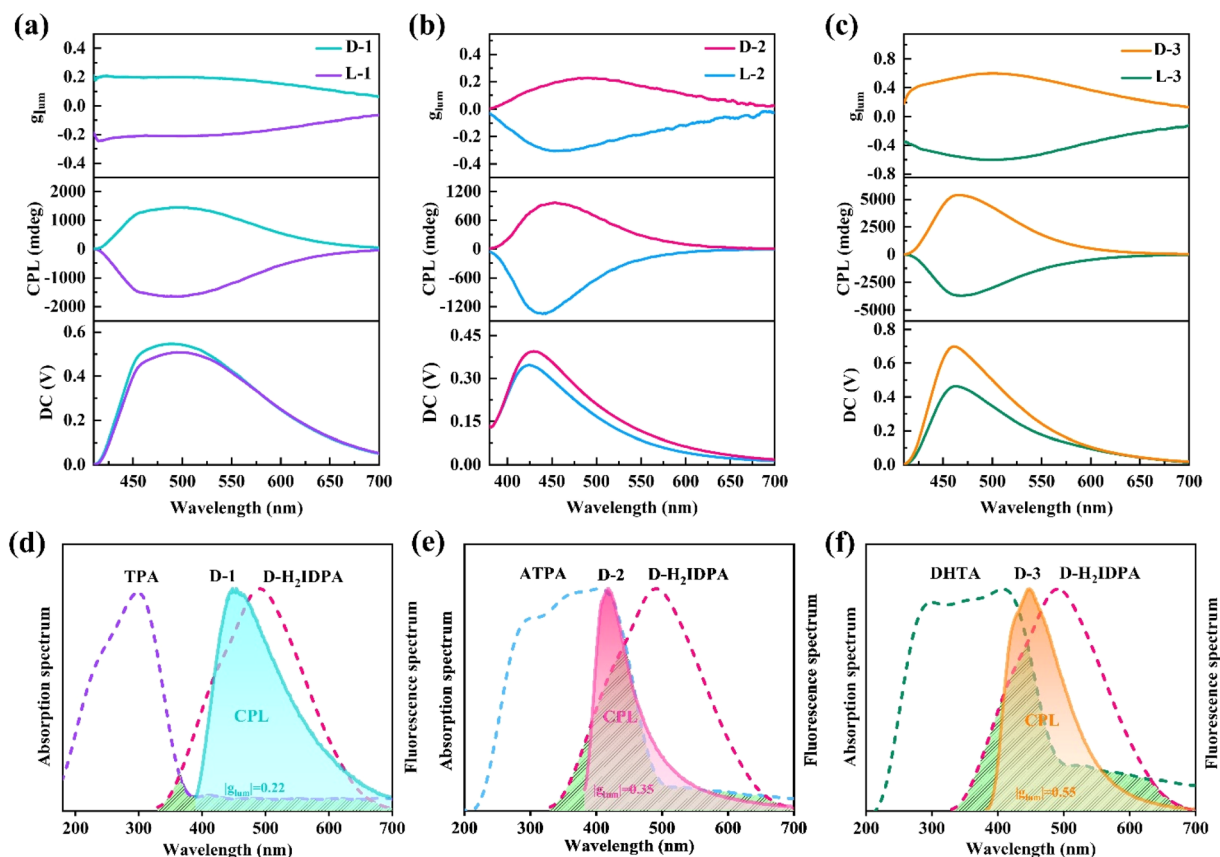 (a)
D-1
L-1
g_lum
0.4
0.2
0.0
-0.2
-0.4
CPL (mdeg)
2000
1000
0
-1000
-2000
DC (V)
0.6
0.4
0.2
0.0
450 500 550 600 650 700
Wavelength (nm)
(b)
D-2
L-2
g_lum
0.4
0.2
0.0
-0.2
-0.4
CPL (mdeg)
1200
600
0
-600
-1200
DC (V)
0.45
0.30
0.15
0.00
400 450 500 550 600 650 700
Wavelength (nm)
(c)
D-3
L-3
g_lum
0.8
0.4
0.0
-0.4
-0.8
CPL (mdeg)
5000
2500
0
-2500
-5000
DC (V)
0.8
0.6
0.4
0.2
0.0
450 500 550 600 650 700
Wavelength (nm)
(d)
TPA D-1 D-H₂IDPA
Absorption spectrum
CPL
|g_lum|=0.22
Fluorescence spectrum
200 300 400 500 600 700
Wavelength (nm)
(e)
ATPA D-2 D-H₂IDPA
Absorption spectrum
CPL
|g_lum|=0.35
Fluorescence spectrum
200 300 400 500 600 700
Wavelength (nm)
(f)
DHTA D-3 D-H₂IDPA
Absorption spectrum
CPL
|g_lum|=0.55
Fluorescence spectrum
200 300 400 500 600 700
Wavelength (nm)